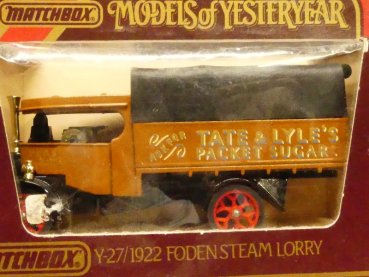 MATCHBOX
MODELS of YESTERYEAR
TATE & LYLE'S
PACKET SUGAR
MATCHBOX
Y-27/1922 FODEN STEAM LORRY